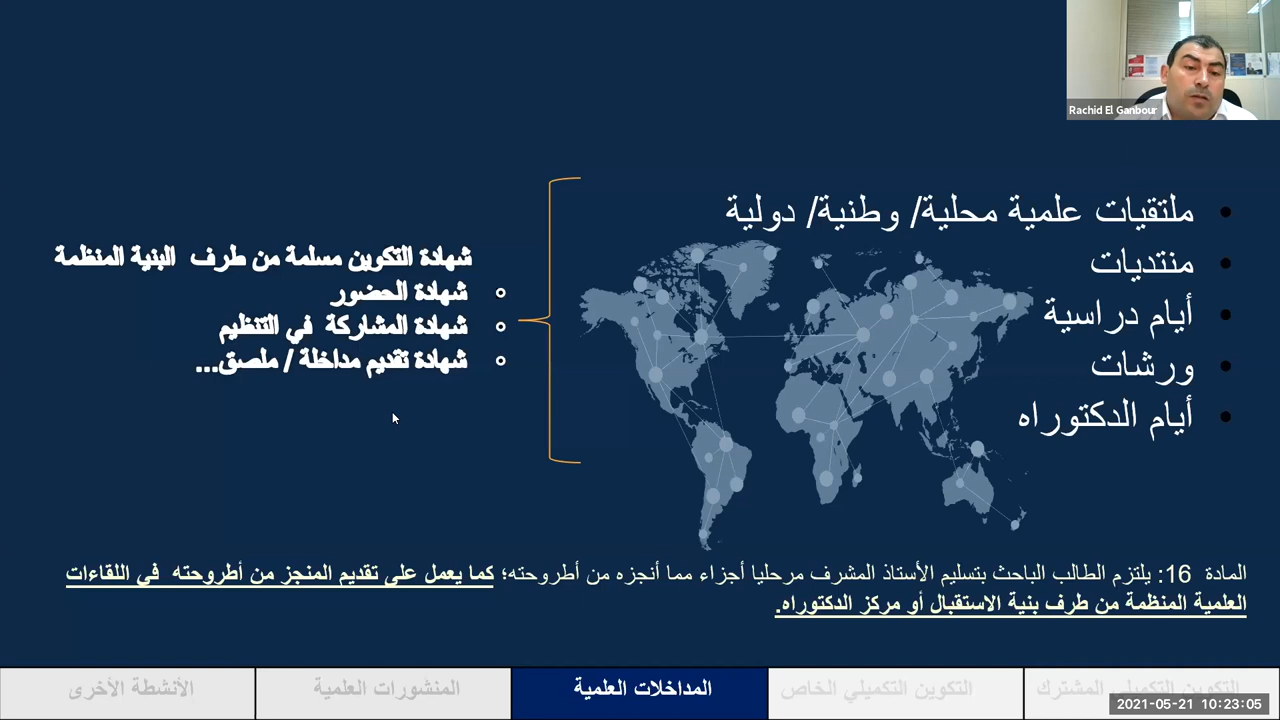 Rachid El Ganbour
ملتقيات علمية محلية/ وطنية/ دولية
منتديات
أيام دراسية
ورشات
أيام الدكتوراه
شهادة التكوين مسلمة من طرف البنية المنظمة
شهادة الحضور
شهادة المشاركة في التنظيم
شهادة تقديم مداخلة / ملصق...
المادة 16: يلتزم الطالب الباحث بتسليم الأستاذ المشرف مرحليا أجزاء مما أنجزه من أطروحته؛ كما يعمل على تقديم المنجز من أطروحته في اللقاءات
العلمية المنظمة من طرف بنية الاستقبال أو مركز الدكتوراه.
التكوين التكميلي المشترك
التكوين التكميلي الخاص
المداخلات العلمية
المنشورات العلمية
الأنشطة الأخرى
2021-05-21 10:23:05